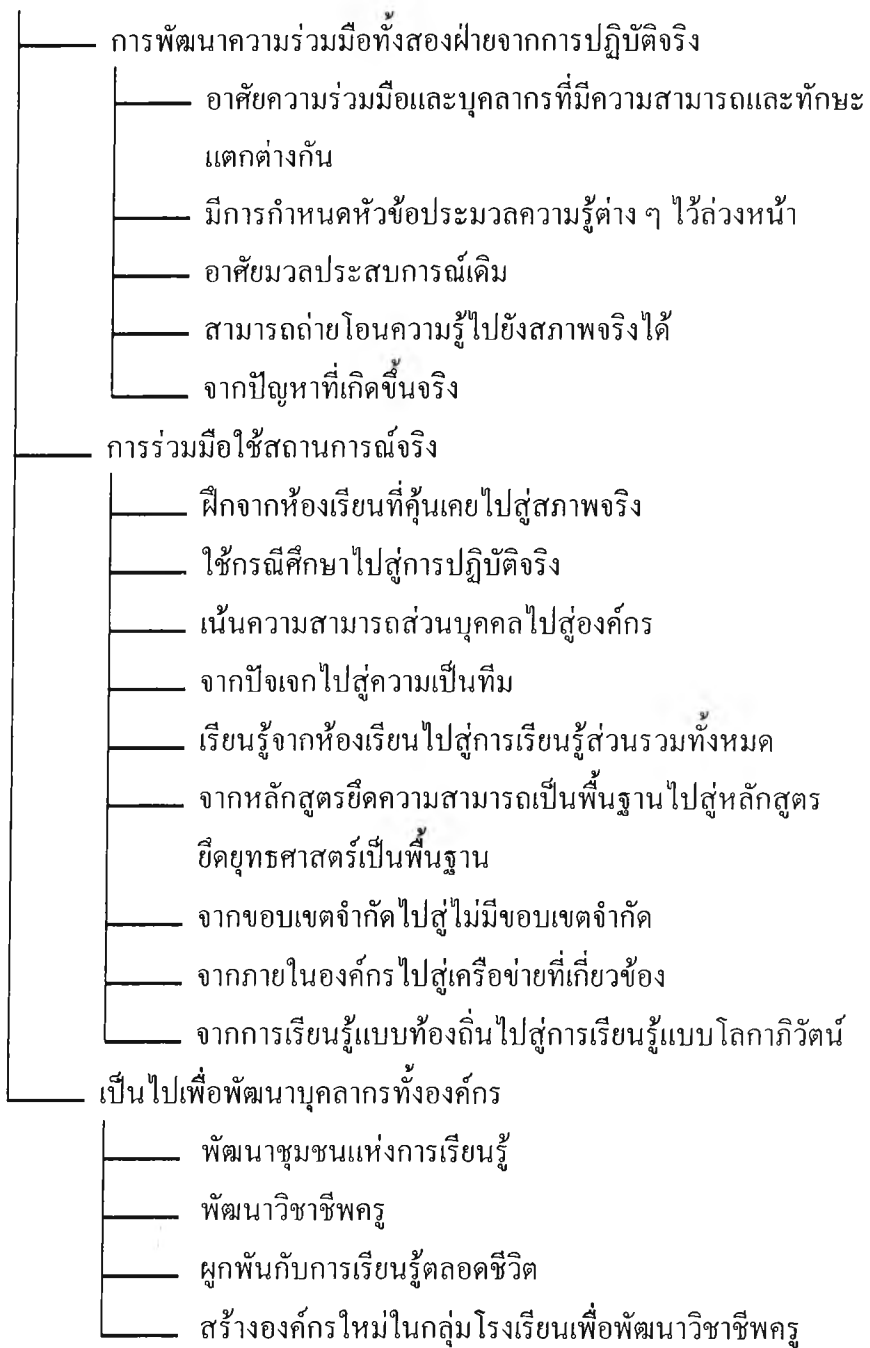 การพัฒนาความร่วมมือทั้งสองฝ่ายจากการปฏิบัติจริง
อาศัยความร่วมมือและบุคลากรที่มีความสามารถและทักษะ
แตกต่างกัน
มีการกำหนดหัวข้อประมวลความรู้ต่าง ๆ ไว้ล่วงหน้า
อาศัยมวลประสบการณ์เดิม
สามารถถ่ายโอนความรู้ไปยังสภาพจริงได้
จากปัญหาที่เกิดขึ้นจริง
การร่วมมือใช้สถานการณ์จริง
ฝึกจากห้องเรียนที่คุ้นเคยไปสู่สภาพจริง
ใช้กรณีศึกษาไปสู่การปฏิบัติจริง
เน้นความสามารถส่วนบุคคลไปสู่องค์กร
จากปัจเจกไปสู่ความเป็นทีม
เรียนรู้จากห้องเรียนไปสู่การเรียนรู้ส่วนรวมทั้งหมด
จากหลักสูตรยึดความสามารถเป็นพื้นฐานไปสู่หลักสูตร
ยึดยุทธศาสตร์เป็นพื้นฐาน
จากขอบเขตจำกัดไปสู่ไม่มีขอบเขตจำกัด
จากภายในองค์กรไปสู่เครือข่ายที่เกี่ยวข้อง
จากการเรียนรู้แบบท้องถิ่นไปสู่การเรียนรู้แบบโลกาภิวัตน์
เป็นไปเพื่อพัฒนาบุคลากรทั้งองค์กร
พัฒนาชุมชนแห่งการเรียนรู้
พัฒนาวิชาชีพครู
ผูกพันกับการเรียนรู้ตลอดชีวิต
สร้างองค์กรใหม่ในกลุ่มโรงเรียนเพื่อพัฒนาวิชาชีพครู